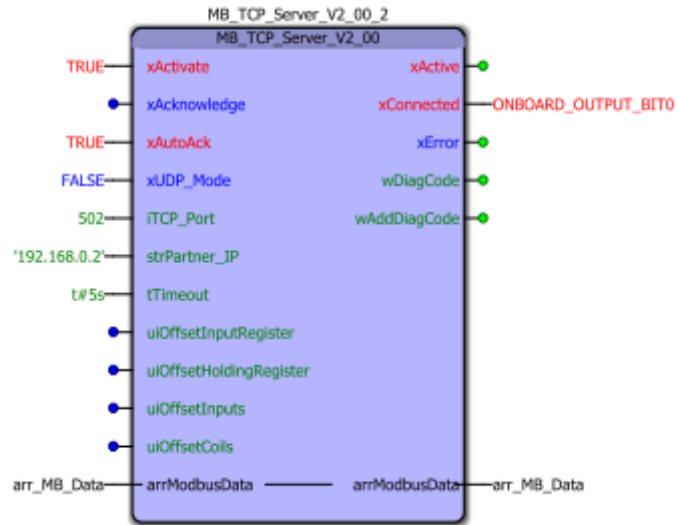 MB_TCP_Server_V2_00_2
MB_TCP_Server_V2_00
TRUE xActivate xActive
xAcknowledge xConnected ONBOARD_OUTPUT_BIT0
TRUE xAutoAck xError
FALSE xUDP_Mode wDiagCode
502 iTCP_Port wAddDiagCode
'192.168.0.2' strPartner_IP
t#5s tTimeout
uiOffsetInputRegister
uiOffsetHoldingRegister
uiOffsetInputs
uiOffsetCoils
arr_MB_Data arrModbusData arrModbusData arr_MB_Data